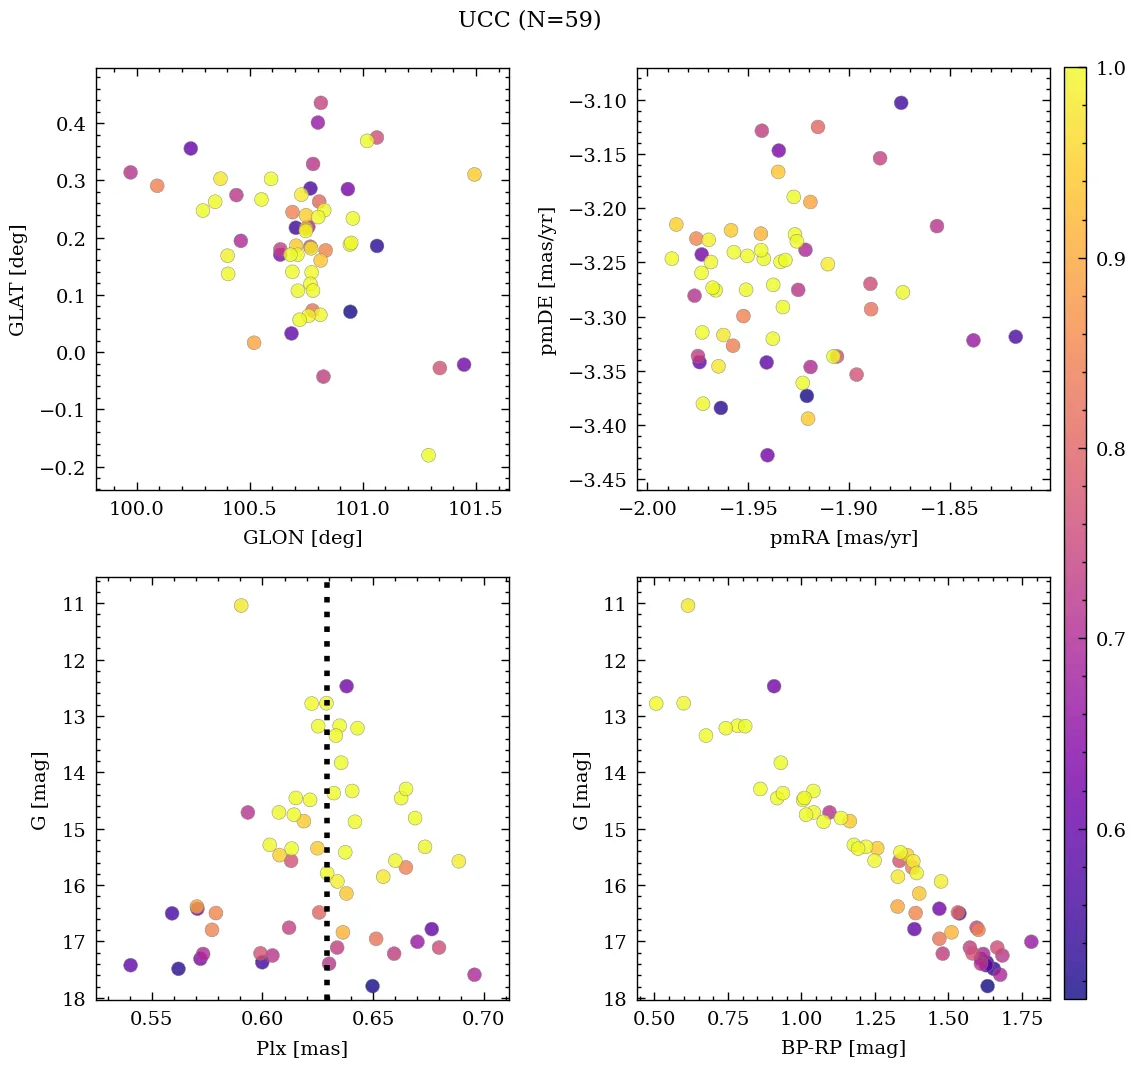 UCC (N=59)
0.4
0.3
0.2
0.1
0.0
−0.1
−0.2
GLAT [deg]
100.0 100.5 101.0 101.5
GLON [deg]
−3.10
−3.15
−3.20
−3.25
−3.30
−3.35
−3.40
−3.45
pmDE [mas/yr]
−2.00 −1.95 −1.90 −1.85
pmRA [mas/yr]
11
12
13
14
15
16
17
18
G [mag]
0.55 0.60 0.65 0.70
Plx [mas]
11
12
13
14
15
16
17
18
G [mag]
0.50 0.75 1.00 1.25 1.50 1.75
BP-RP [mag]
1.0
0.9
0.8
0.7
0.6